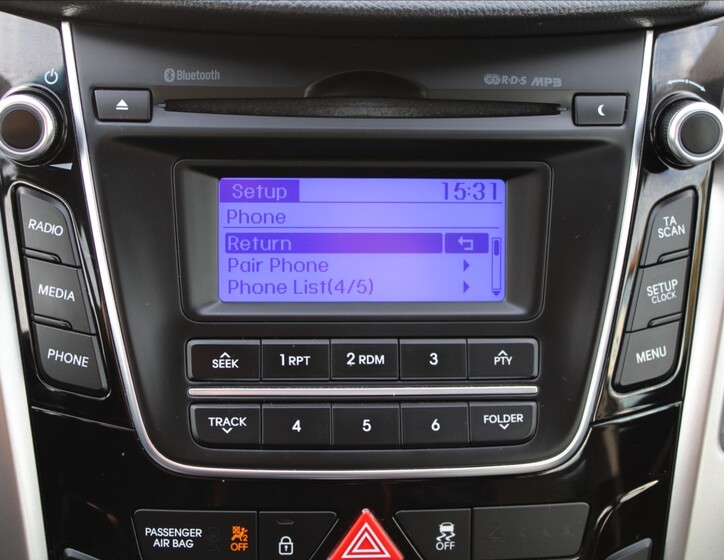 Bluetooth
R·D·S MP3
Setup 15:31
Phone
Return
Pair Phone
Phone List(4/5)
RADIO
MEDIA
PHONE
TA
SCAN
SETUP
CLOCK
MENU
SEEK
1 RPT
2 RDM
3
PTY
TRACK
4
5
6
FOLDER
PASSENGER
AIR BAG
2
OFF
OFF